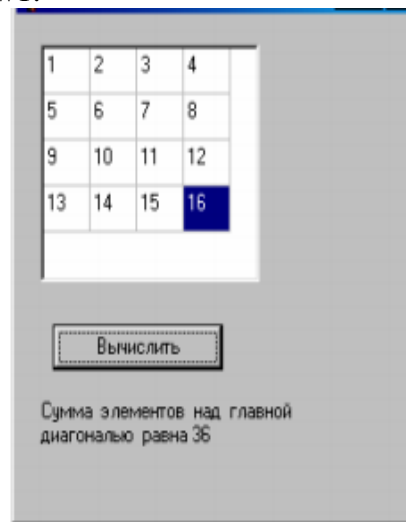 1 2 3 4
5 6 7 8
9 10 11 12
13 14 15 16
Вычислить
Сумма элементов над главной
диагональю равна 36